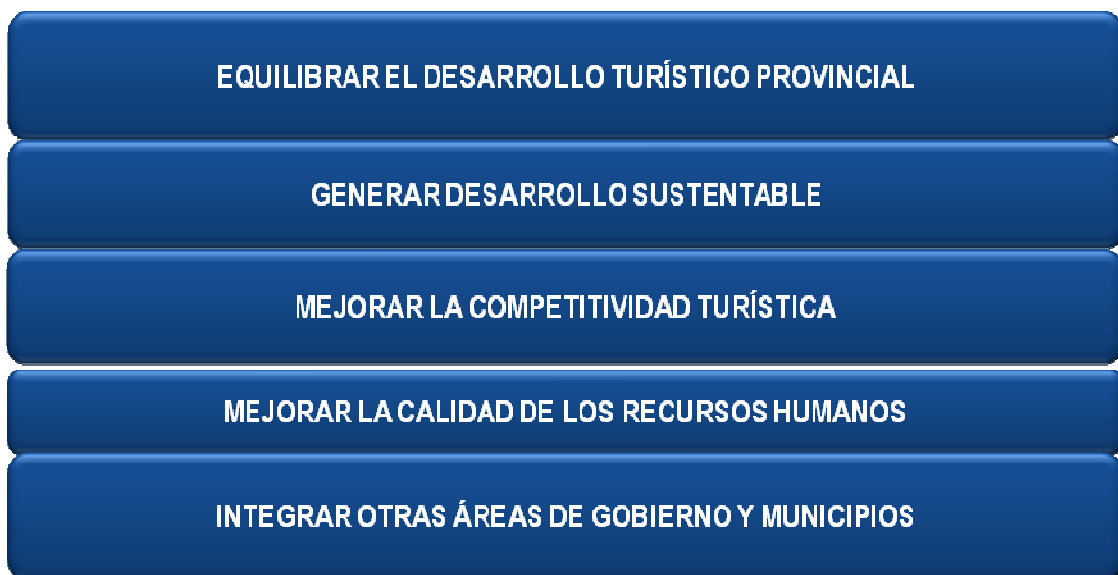 EQUILIBRAR EL DESARROLLO TURÍSTICO PROVINCIAL
GENERAR DESARROLLO SUSTENTABLE
MEJORAR LA COMPETITIVIDAD TURÍSTICA
MEJORAR LA CALIDAD DE LOS RECURSOS HUMANOS
INTEGRAR OTRAS ÁREAS DE GOBIERNO Y MUNICIPIOS